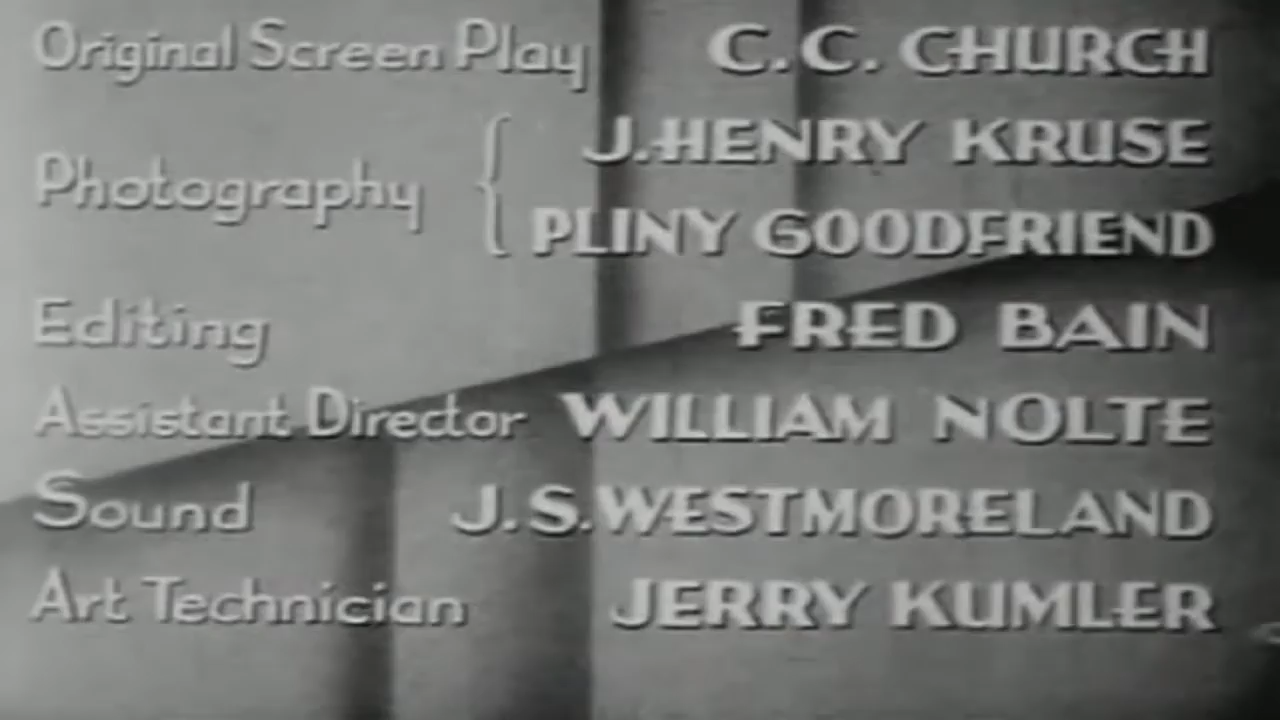 Original Screen Play C.C. CHURCH
J. HENRY KRUSE
Photography {
PLINY GOODFRIEND
Editing FRED BAIN
Assistant Director WILLIAM NOLTE
Sound J.S. WESTMORELAND
Art Technician JERRY KUMLER